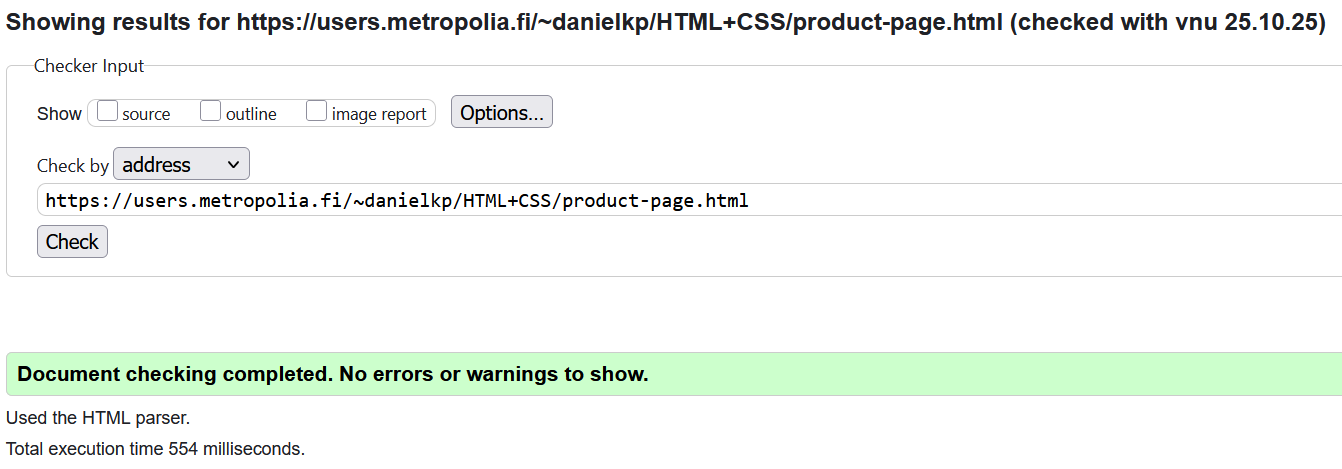 Showing results for https://users.metropolia.fi/~danielkp/HTML+CSS/product-page.html (checked with vnu 25.10.25)
Checker Input
Show source outline image report Options...
Check by address
https://users.metropolia.fi/~danielkp/HTML+CSS/product-page.html
Check
Document checking completed. No errors or warnings to show.
Used the HTML parser.
Total execution time 554 milliseconds.